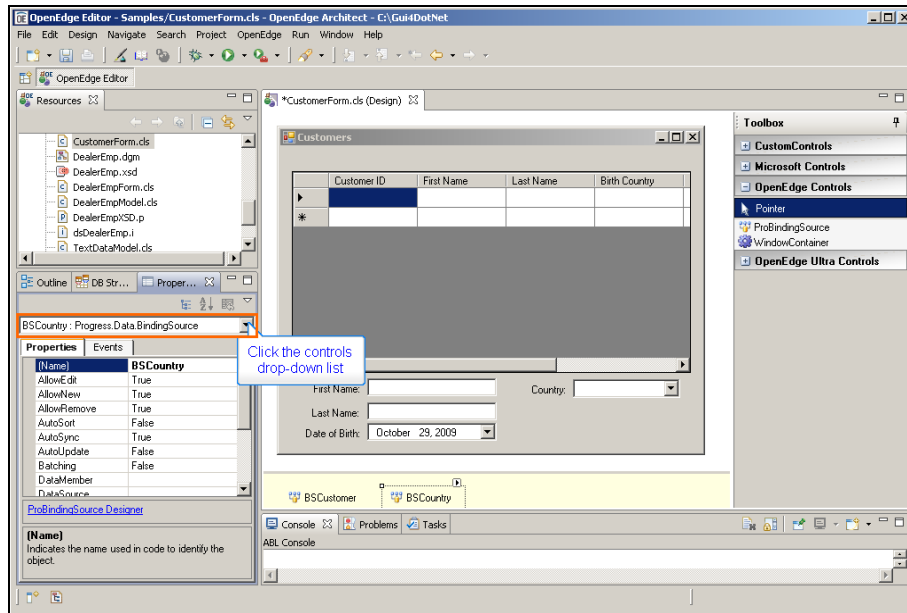 OpenEdge Editor - Samples/CustomerForm.cls - OpenEdge Architect - C:\Gui4DotNet
File Edit Design Navigate Search Project OpenEdge Run Window Help
OpenEdge Editor
Resources
CustomerForm.cls
DealerEmp.dgm
DealerEmp.xsd
DealerEmpForm.cls
DealerEmpModel.cls
DealerEmpXSD.p
dsDealerEmp.i
TextDataModel.cls
Outline DB Str... Proper...
BSCountry : Progress.Data.BindingSource
Properties Events
(Name) BSCountry
AllowEdit True
AllowNew True
AllowRemove True
AutoSort False
AutoSync True
AutoUpdate False
Batching False
DataMember
DataSource
ProBindingSource Designer
(Name)
Indicates the name used in code to identify the
object.
Click the controls
drop-down list
*CustomerForm.cls (Design)
Customers
Customer ID First Name Last Name Birth Country
First Name: Country:
Last Name:
Date of Birth: October 29, 2009
BSCustomer BSCountry
Console Problems Tasks
ABL Console
Toolbox
CustomControls
Microsoft Controls
OpenEdge Controls
Pointer
ProBindingSource
WindowContainer
OpenEdge Ultra Controls